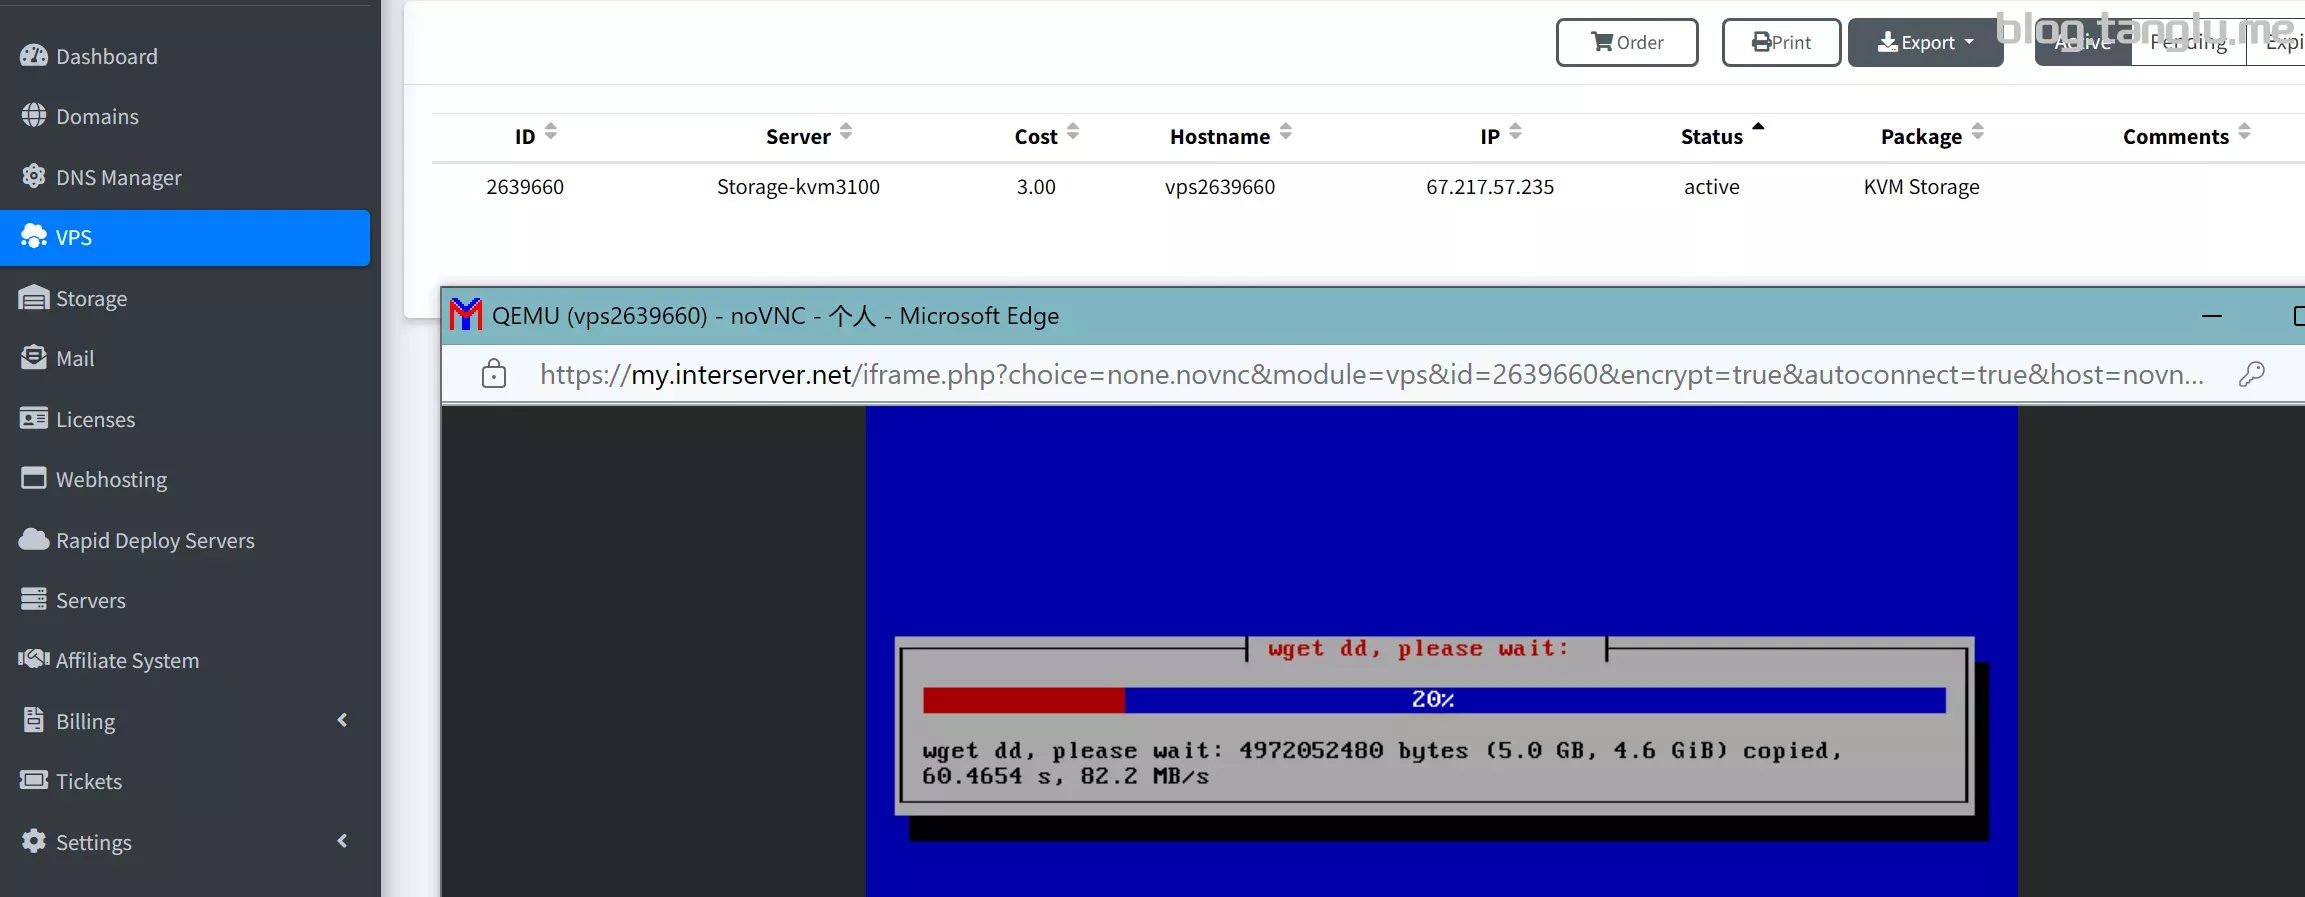 blog.tanglu.me
Dashboard
Domains
DNS Manager
VPS
Storage
Mail
Licenses
Webhosting
Rapid Deploy Servers
Servers
Affiliate System
Billing
Tickets
Settings
Order Print Export Active Pending Expi
ID Server Cost Hostname IP Status Package Comments
2639660 Storage-kvm3100 3.00 vps2639660 67.217.57.235 active KVM Storage
QEMU (vps2639660) - noVNC - 个人 - Microsoft Edge
https://my.interserver.net/iframe.php?choice=none.novnc&module=vps&id=2639660&encrypt=true&autoconnect=true&host=novn...
wget dd, please wait:
20%
wget dd, please wait: 4972052480 bytes (5.0 GB, 4.6 GiB) copied,
60.4654 s, 82.2 MB/s